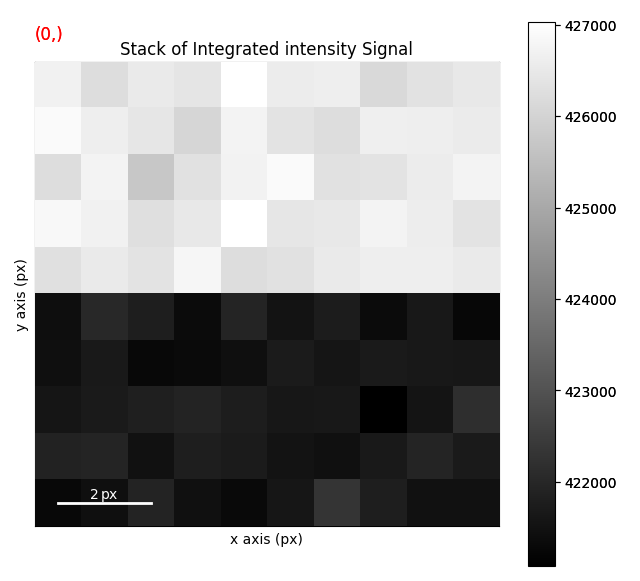 (0,)
Stack of Integrated intensity Signal
427000
426000
425000
424000
423000
422000
y axis (px)
2 px
x axis (px)